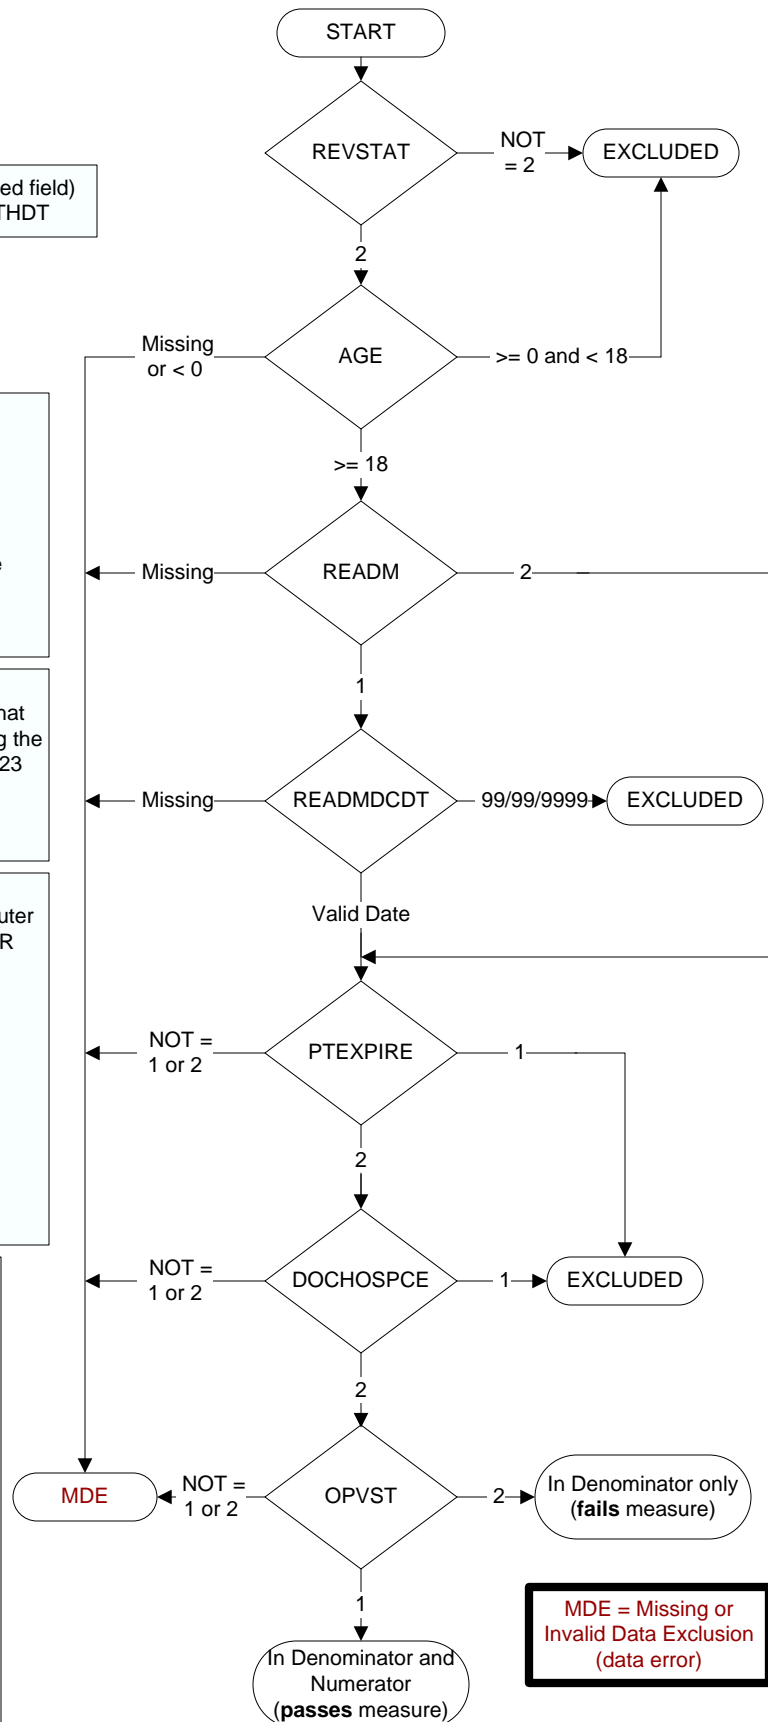 START
REVSTAT
NOT
= 2
EXCLUDED
ed field)
THDT
2
Missing
or < 0
AGE
>= 0 and < 18
>= 18
e
Missing
READM
2
1
hat
g the
23
Missing
READMDCDT
99/99/9999
EXCLUDED
uter
R
Valid Date
NOT =
1 or 2
PTEXPIRE
1
2
NOT =
1 or 2
DOCHOSPCE
1
EXCLUDED
2
MDE
NOT =
1 or 2
OPVST
2
In Denominator only
(fails measure)
1
In Denominator and
Numerator
(passes measure)
MDE = Missing or
Invalid Data Exclusion
(data error)